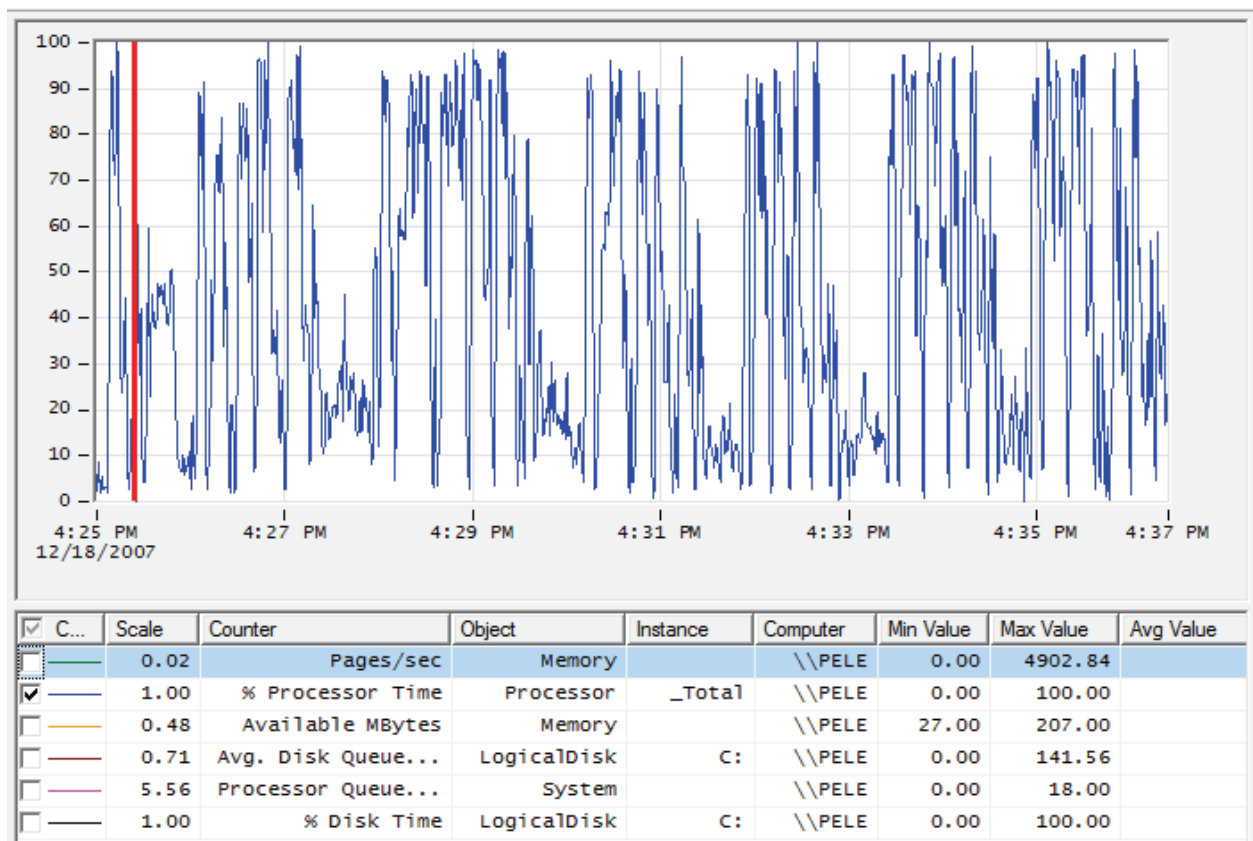 100
90
80
70
60
50
40
30
20
10
0
4:25 PM 4:27 PM 4:29 PM 4:31 PM 4:33 PM 4:35 PM 4:37 PM
12/18/2007
C... Scale Counter Object Instance Computer Min Value Max Value Avg Value
0.02 Pages/sec Memory \\PELE 0.00 4902.84
1.00 % Processor Time Processor _Total \\PELE 0.00 100.00
0.48 Available MBytes Memory \\PELE 27.00 207.00
0.71 Avg. Disk Queue... LogicalDisk C: \\PELE 0.00 141.56
5.56 Processor Queue... System \\PELE 0.00 18.00
1.00 % Disk Time LogicalDisk C: \\PELE 0.00 100.00